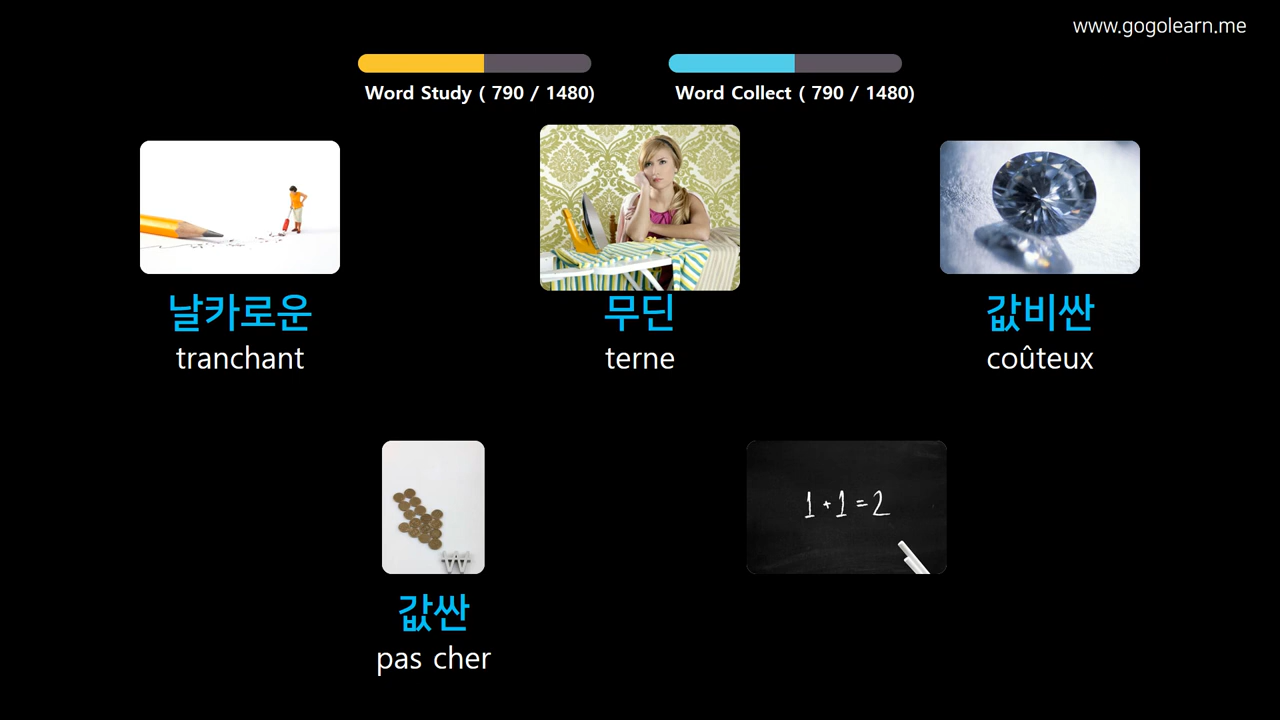 www.gogolearn.me
Word Study ( 790 / 1480)
Word Collect ( 790 / 1480)
날카로운
tranchant
무딘
terne
값비싼
coûteux
값싼
pas cher
1+1=2